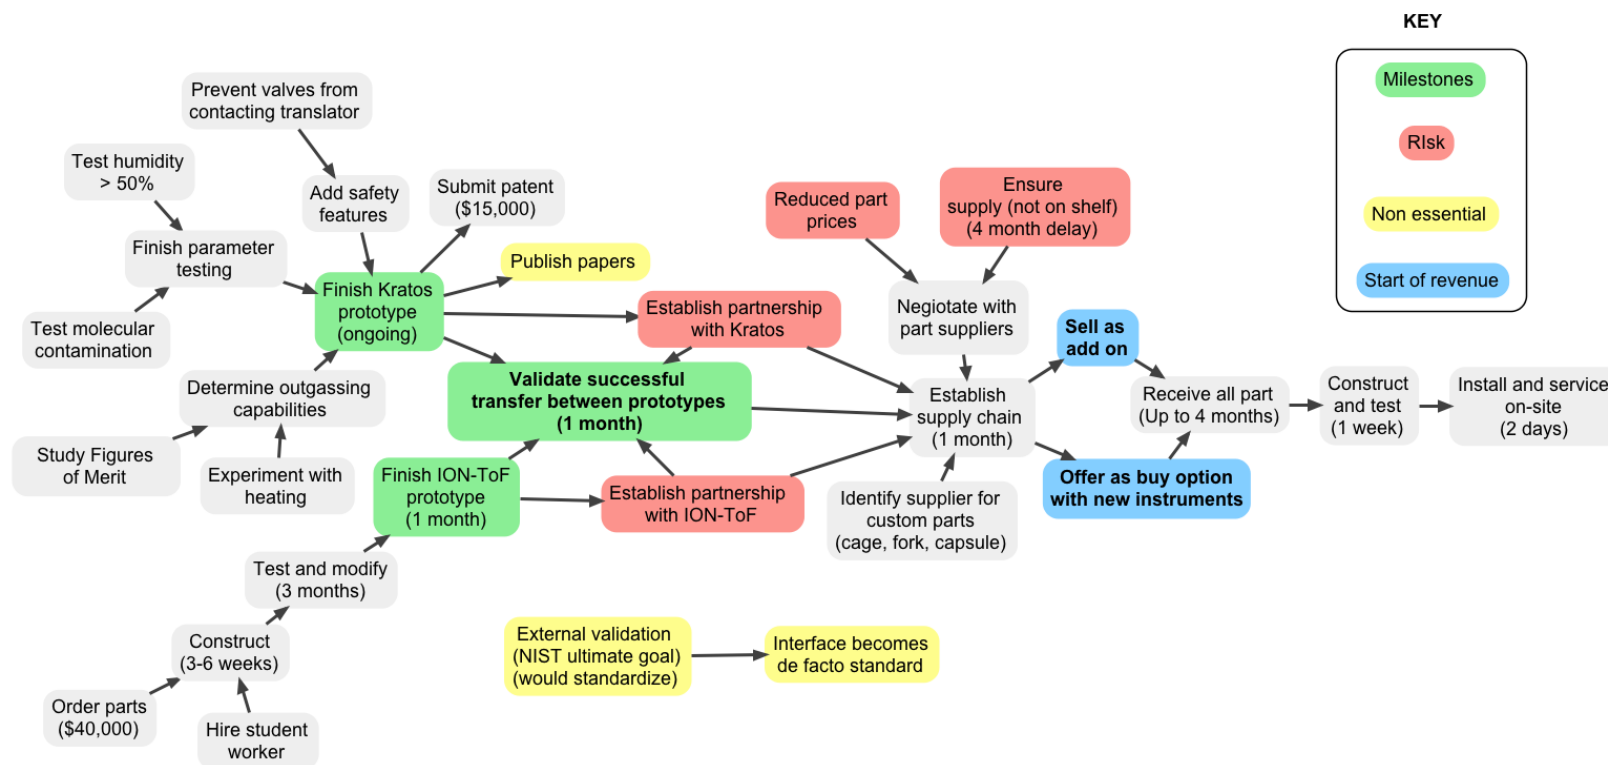 KEY
Milestones
RIsk
Non essential
Start of revenue
Prevent valves from
contacting translator
Test humidity
> 50%
Add safety
features
Submit patent
($15,000)
Finish parameter
testing
Publish papers
Test molecular
contamination
Finish Kratos
prototype
(ongoing)
Determine outgassing
capabilities
Study Figures
of Merit
Experiment with
heating
Establish partnership
with Kratos
Validate successful
transfer between prototypes
(1 month)
Finish ION-ToF
prototype
(1 month)
Establish partnership
with ION-ToF
Test and modify
(3 months)
Construct
(3-6 weeks)
Order parts
($40,000)
Hire student
worker
Reduced part
prices
Ensure
supply (not on shelf)
(4 month delay)
Negiotate with
part suppliers
Establish
supply chain
(1 month)
Identify supplier for
custom parts
(cage, fork, capsule)
Sell as
add on
Offer as buy option
with new instruments
Receive all part
(Up to 4 months)
Construct
and test
(1 week)
Install and service
on-site
(2 days)
External validation
(NIST ultimate goal)
(would standardize)
Interface becomes
de facto standard